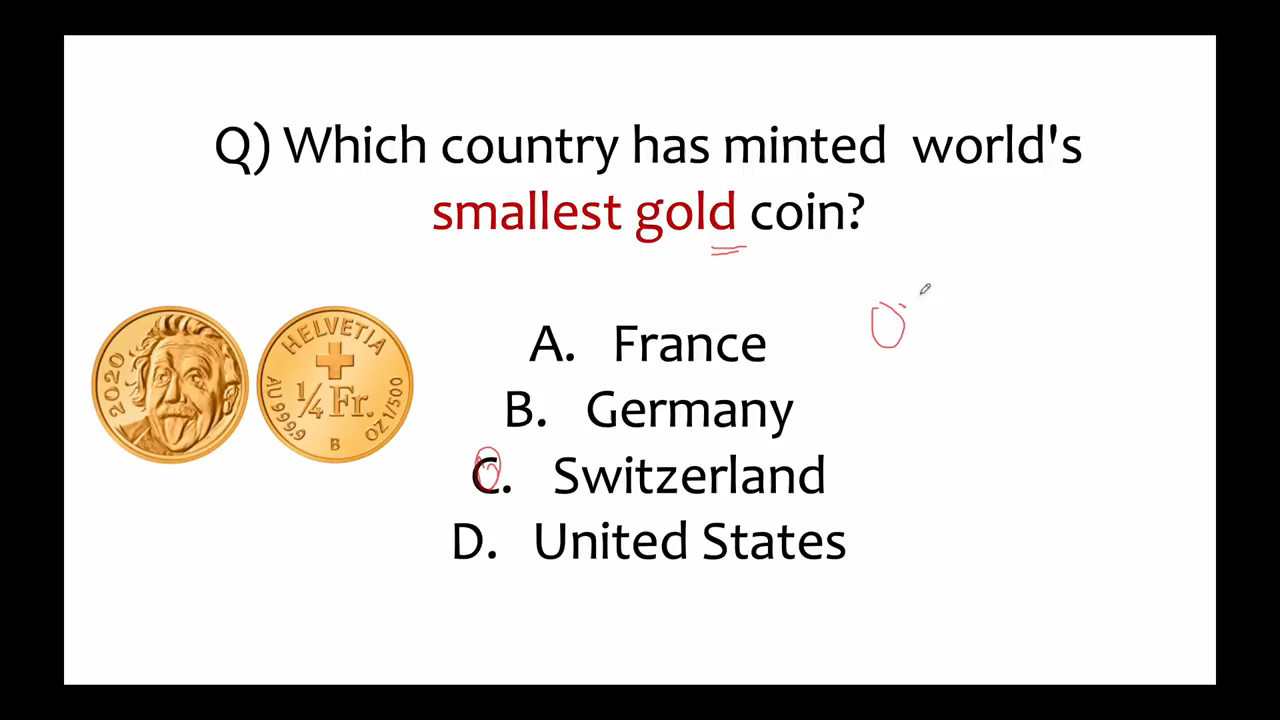 Q) Which country has minted world's
smallest gold coin?
A. France
B. Germany
C. Switzerland
D. United States
2020
HELVETIA
1/4 Fr.
AU 999.9
B
OZ 1/500